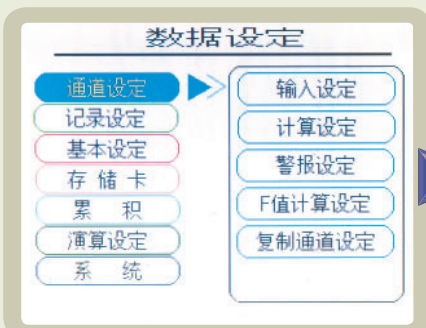 数据设定
通道设定
记录设定
基本设定
存储卡
累积
演算设定
系统
输入设定
计算设定
警报设定
F值计算设定
复制通道设定